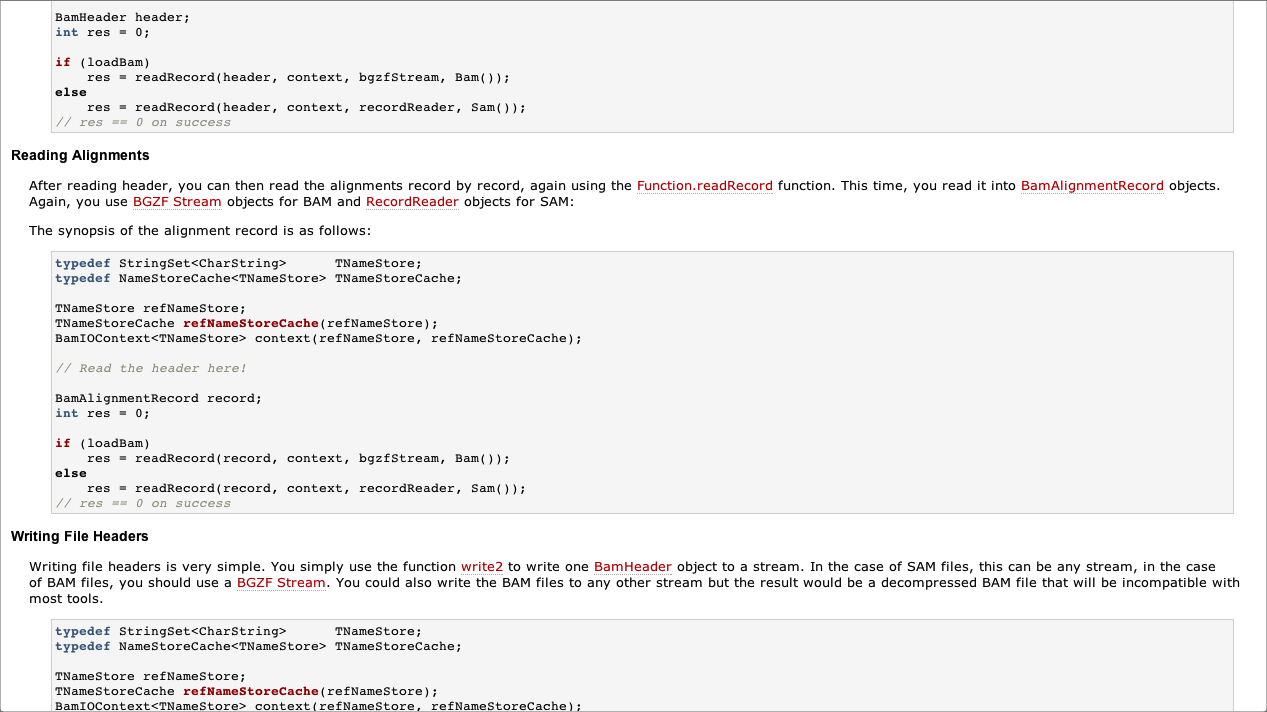 BamHeader header;
int res = 0;

if (loadBam)
    res = readRecord(header, context, bgzfStream, Bam());
else
    res = readRecord(header, context, recordReader, Sam());
// res == 0 on success
Reading Alignments
After reading header, you can then read the alignments record by record, again using the Function.readRecord function. This time, you read it into BamAlignmentRecord objects.
Again, you use BGZF Stream objects for BAM and RecordReader objects for SAM:
The synopsis of the alignment record is as follows:
typedef StringSet<CharString>      TNameStore;
typedef NameStoreCache<TNameStore> TNameStoreCache;

TNameStore refNameStore;
TNameStoreCache refNameStoreCache(refNameStore);
BamIOContext<TNameStore> context(refNameStore, refNameStoreCache);

// Read the header here!

BamAlignmentRecord record;
int res = 0;

if (loadBam)
    res = readRecord(record, context, bgzfStream, Bam());
else
    res = readRecord(record, context, recordReader, Sam());
// res == 0 on success
Writing File Headers
Writing file headers is very simple. You simply use the function write2 to write one BamHeader object to a stream. In the case of SAM files, this can be any stream, in the case
of BAM files, you should use a BGZF Stream. You could also write the BAM files to any other stream but the result would be a decompressed BAM file that will be incompatible with
most tools.
typedef StringSet<CharString>      TNameStore;
typedef NameStoreCache<TNameStore> TNameStoreCache;

TNameStore refNameStore;
TNameStoreCache refNameStoreCache(refNameStore);
BamIOContext<TNameStore> context(refNameStore, refNameStoreCache);